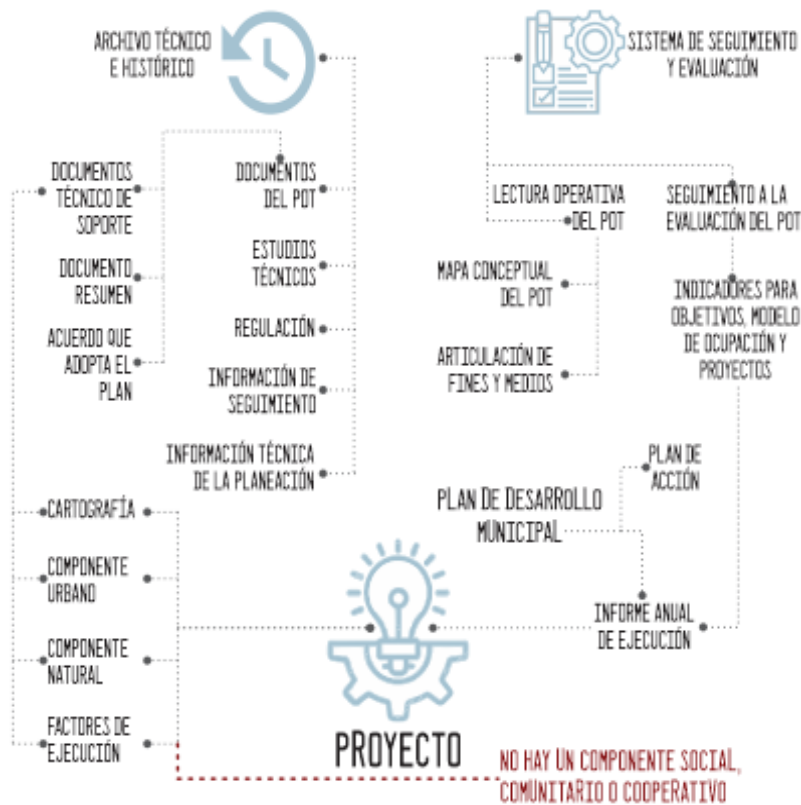 ARCHIVO TÉCNICO
E HISTÓRICO
SISTEMA DE SEGUIMIENTO
Y EVALUACIÓN
DOCUMENTOS
TÉCNICO DE
SOPORTE
DOCUMENTO
RESUMEN
ACUERDO QUE
ADOPTA EL
PLAN
DOCUMENTOS
DEL POT
ESTUDIOS
TÉCNICOS
REGULACIÓN
INFORMACIÓN DE
SEGUIMIENTO
INFORMACIÓN TÉCNICA
DE LA PLANEACIÓN
LECTURA OPERATIVA
DEL POT
MAPA CONCEPTUAL
DEL POT
ARTICULACIÓN DE
FINES Y MEDIOS
SEGUIMIENTO A LA
EVALUACIÓN DEL POT
INDICADORES PARA
OBJETIVOS, MODELO
DE OCUPACIÓN Y
PROYECTOS
PLAN DE
ACCIÓN
PLAN DE DESARROLLO
MUNICIPAL
INFORME ANUAL
DE EJECUCIÓN
CARTOGRAFÍA
COMPONENTE
URBANO
COMPONENTE
NATURAL
FACTORES DE
EJECUCIÓN
PROYECTO
NO HAY UN COMPONENTE SOCIAL,
COMUNITARIO O COOPERATIVO